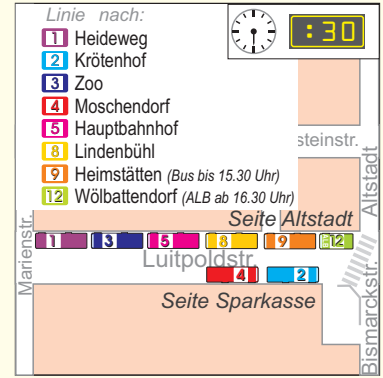 Linie nach:
:30
1 Heideweg
2 Krötenhof
3 Zoo
4 Moschendorf
5 Hauptbahnhof
8 Lindenbühl
9 Heimstätten (Bus bis 15.30 Uhr)
12 Wölbattendorf (ALB ab 16.30 Uhr)
steinstr.
Altstadt
Seite Altstadt
Marienstr.
1 3 5 8 9 12
Luitpoldstr.
4 2
Seite Sparkasse
Bismarckstr.